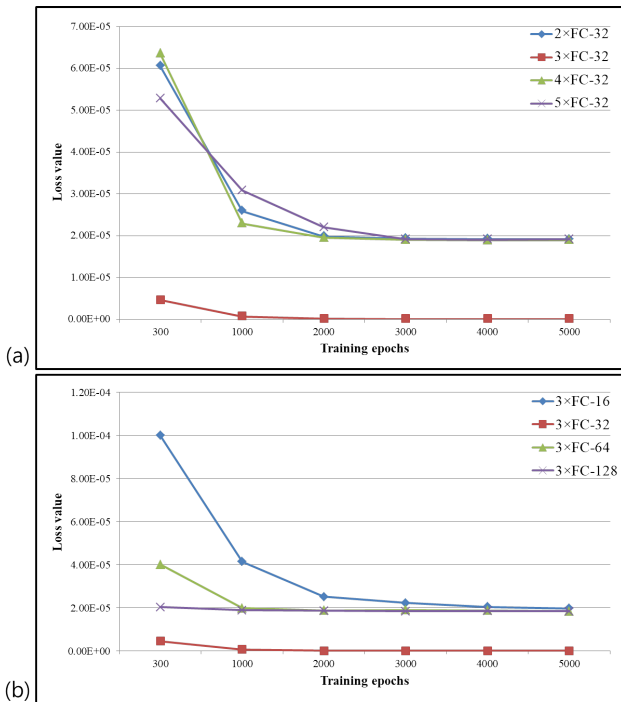 7.00E-05
6.00E-05
5.00E-05
4.00E-05
3.00E-05
2.00E-05
1.00E-05
0.00E+00
Loss value
2×FC-32
3×FC-32
4×FC-32
5×FC-32
300 1000 2000 3000 4000 5000
Training epochs
(a)
1.20E-04
1.00E-04
8.00E-05
6.00E-05
4.00E-05
2.00E-05
0.00E+00
Loss value
3×FC-16
3×FC-32
3×FC-64
3×FC-128
300 1000 2000 3000 4000 5000
Training epochs
(b)